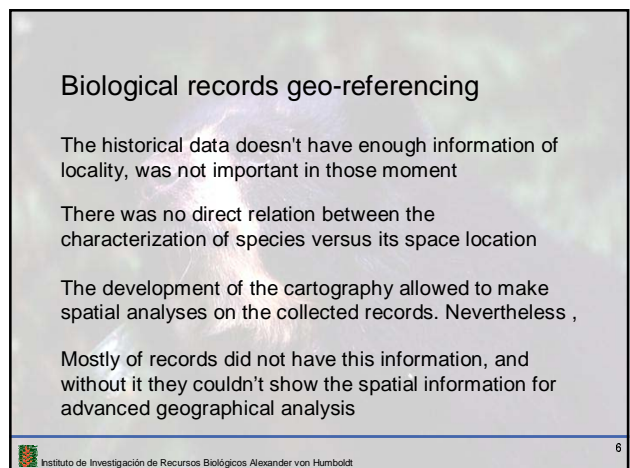 Biological records geo-referencing
The historical data doesn't have enough information of
locality, was not important in those moment
There was no direct relation between the
characterization of species versus its space location
The development of the cartography allowed to make
spatial analyses on the collected records. Nevertheless ,
Mostly of records did not have this information, and
without it they couldn't show the spatial information for
advanced geographical analysis
Instituto de Investigación de Recursos Biológicos Alexander von Humboldt
6